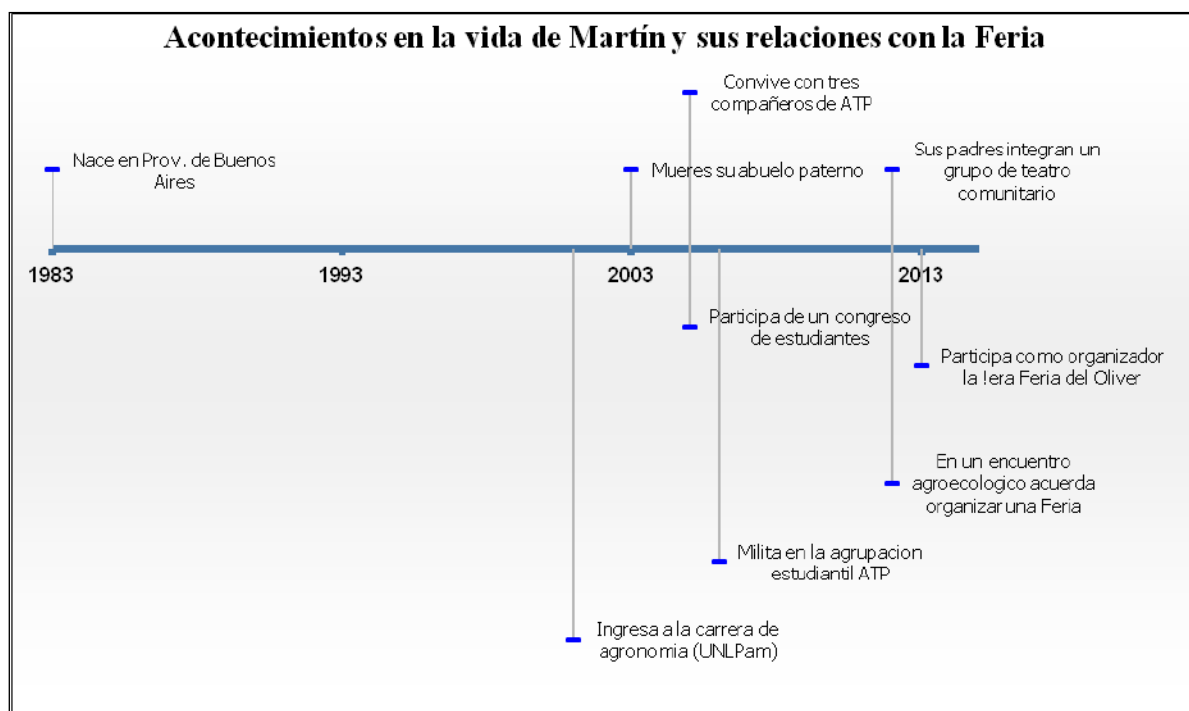 Acontecimientos en la vida de Martín y sus relaciones con la Feria
Convive con tres
compañeros de ATP
Nace en Prov. de Buenos
Aires
Mueres su abuelo paterno
Sus padres integran un
grupo de teatro
comunitario
1983
1993
2003
2013
Participa de un congreso
de estudiantes
Participa como organizador
la !era Feria del Oliver
En un encuentro
agroecologico acuerda
organizar una Feria
Milita en la agrupacion
estudiantil ATP
Ingresa a la carrera de
agronomia (UNLPam)